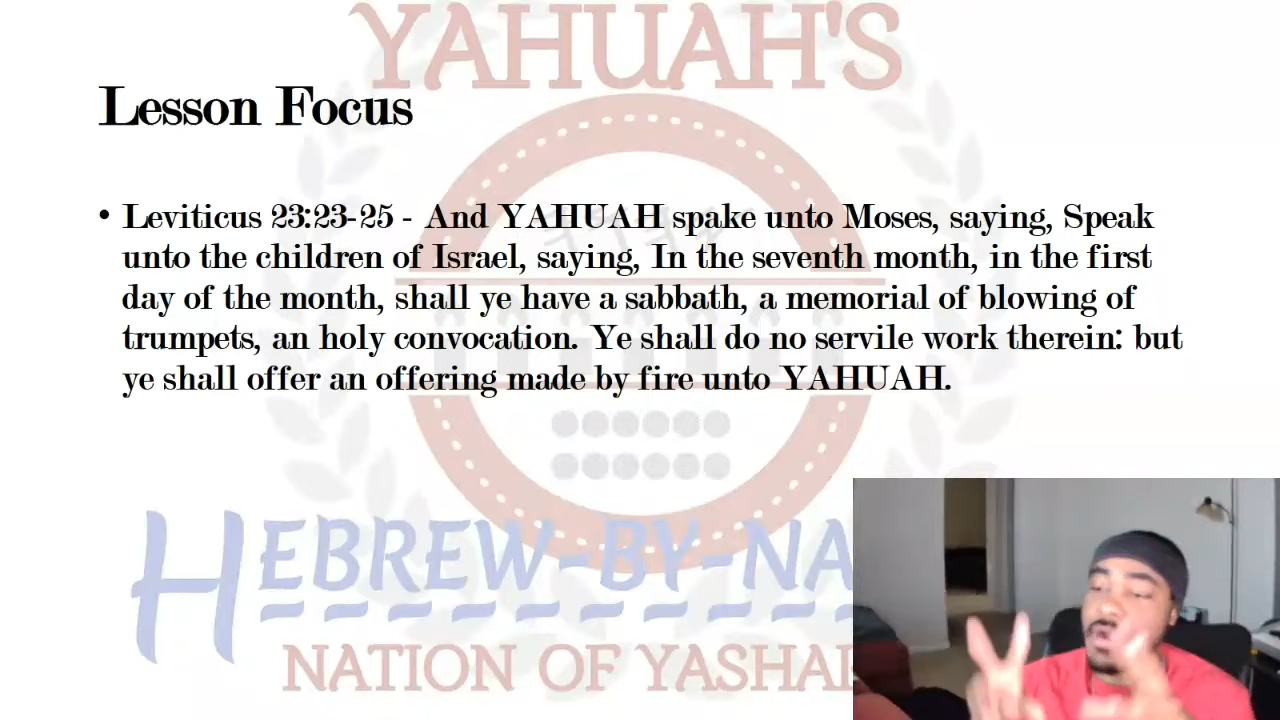 YAHUAH'S
Lesson Focus
• Leviticus 23:23-25 - And YAHUAH spake unto Moses, saying, Speak
unto the children of Israel, saying, In the seventh month, in the first
day of the month, shall ye have a sabbath, a memorial of blowing of
trumpets, an holy convocation. Ye shall do no servile work therein: but
ye shall offer an offering made by fire unto YAHUAH.
HEBREW-BY-NA
NATION OF YASHA